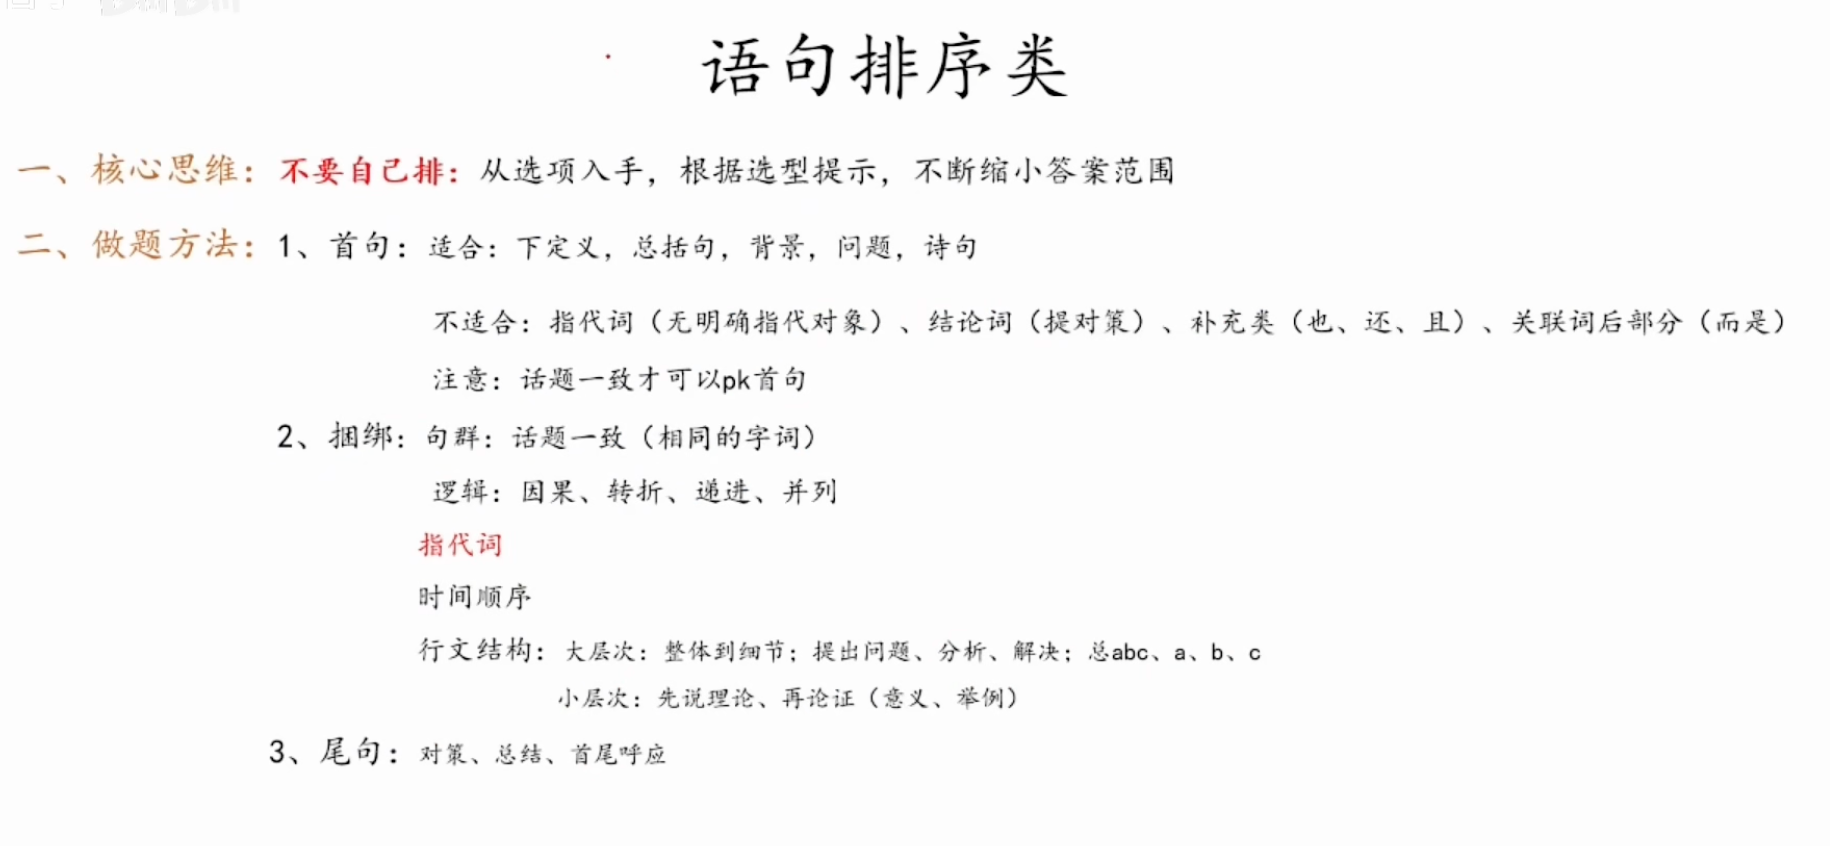 语句排序类
一、核心思维：不要自己排：从选项入手，根据选型提示，不断缩小答案范围
二、做题方法：1、首句：适合：下定义，总括句，背景，问题，诗句
不适合：指代词（无明确指代对象）、结论词（提对策）、补充类（也、还、且）、关联词后部分（而是）
注意：话题一致才可以pk首句
2、捆绑：句群：话题一致（相同的字词）
逻辑：因果、转折、递进、并列
指代词
时间顺序
行文结构：大层次：整体到细节；提出问题、分析、解决；总abc、a、b、c
小层次：先说理论、再论证（意义、举例）
3、尾句：对策、总结、首尾呼应